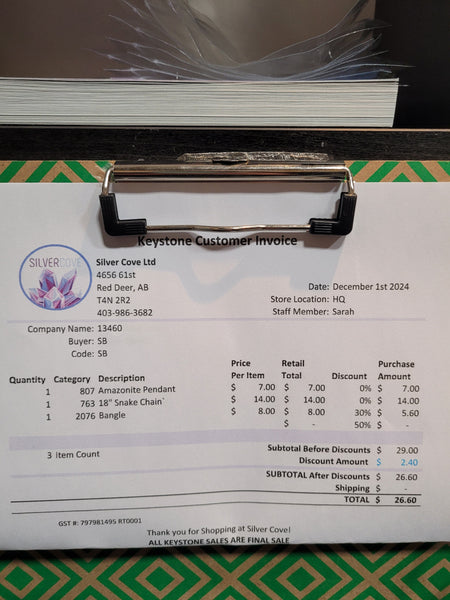 Keystone Customer Invoice
SILVERCOVE
Silver Cove Ltd
4656 61st
Red Deer, AB
T4N 2R2
403-986-3682
Date: December 1st 2024
Store Location: HQ
Staff Member: Sarah
Company Name: 13460
Buyer: SB
Code: SB
Quantity Category Description Price Per Item Retail Total Discount Purchase Amount
1 807 Amazonite Pendant $ 7.00 $ 7.00 0% $ 7.00
1 763 18" Snake Chain` $ 14.00 $ 14.00 0% $ 14.00
1 2076 Bangle $ 8.00 $ 8.00 30% $ 5.60
$ - 50% $ -
3 Item Count
Subtotal Before Discounts $ 29.00
Discount Amount $ 2.40
SUBTOTAL After Discounts $ 26.60
Shipping $ -
TOTAL $ 26.60
GST #: 797981495 RT0001
Thank you for Shopping at Silver Cove!
ALL KEYSTONE SALES ARE FINAL SALE